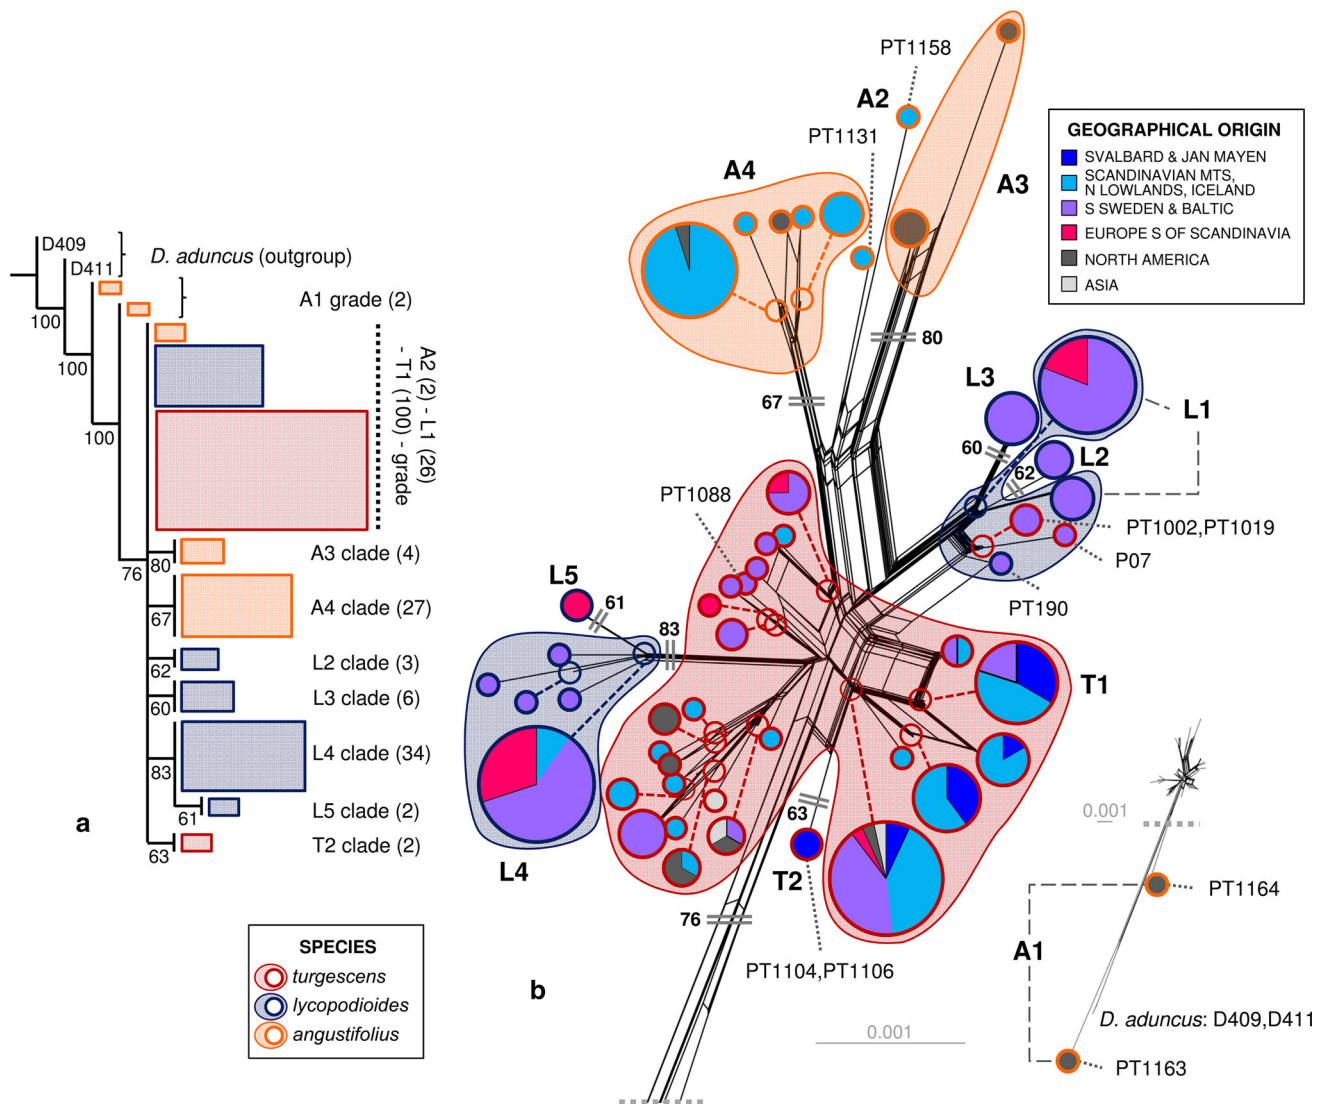 D409
D411
D. aduncus (outgroup)
A1 grade (2)
100
100
100
A2 (2) - L1 (26)
- T1 (100) - grade
76
80
A3 clade (4)
67
A4 clade (27)
62
L2 clade (3)
60
L3 clade (6)
83
L4 clade (34)
61
L5 clade (2)
63
T2 clade (2)
a
SPECIES
turgescens
lycopodioides
angustifolius
PT1158
A2
PT1131
A4
A3
80
67
L3
L1
60
62
L2
PT1002,PT1019
P07
PT190
PT1088
L5
61
83
L4
T1
63
T2
76
PT1104,PT1106
b
0.001
GEOGRAPHICAL ORIGIN
SVALBARD & JAN MAYEN
SCANDINAVIAN MTS,
N LOWLANDS, ICELAND
S SWEDEN & BALTIC
EUROPE S OF SCANDINAVIA
NORTH AMERICA
ASIA
0.001
PT1164
A1
D. aduncus: D409,D411
PT1163